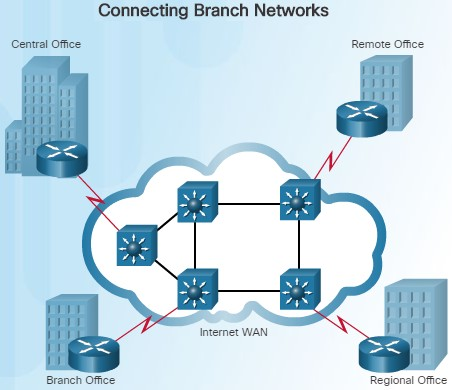 Connecting Branch Networks
Central Office
Remote Office
Internet WAN
Branch Office
Regional Office